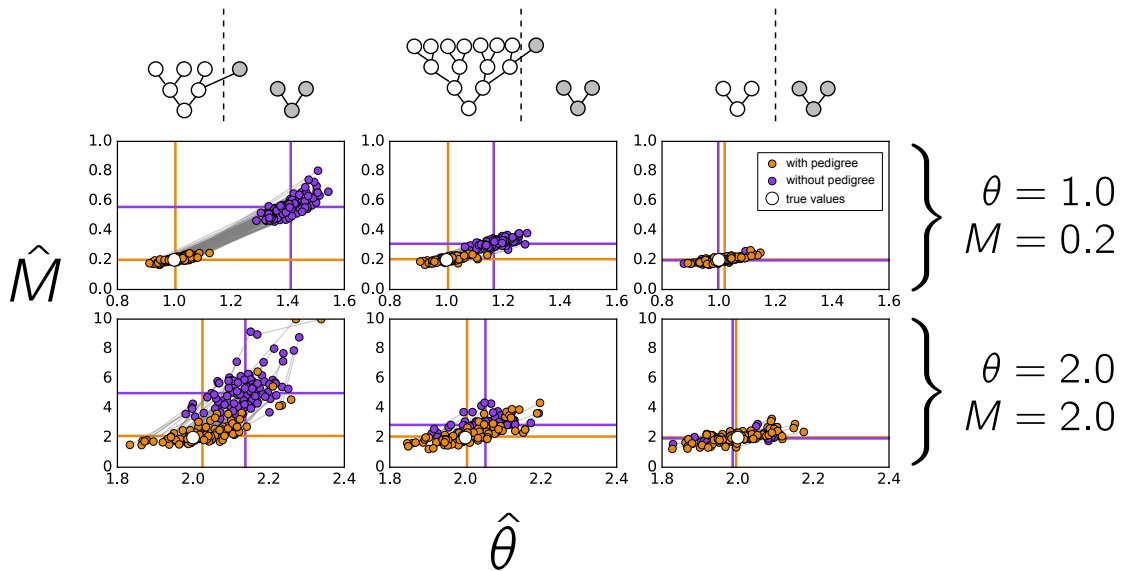 1.0 0.8 0.6 0.4 0.2 0.0
0.8 1.0 1.2 1.4 1.6
1.0 0.8 0.6 0.4 0.2 0.0
0.8 1.0 1.2 1.4 1.6
1.0 0.8 0.6 0.4 0.2 0.0
0.8 1.0 1.2 1.4 1.6
with pedigree
without pedigree
true values
θ = 1.0
M = 0.2
M̂
10 8 6 4 2 0
1.8 2.0 2.2 2.4
10 8 6 4 2 0
1.8 2.0 2.2 2.4
10 8 6 4 2 0
1.8 2.0 2.2 2.4
θ = 2.0
M = 2.0
θ̂